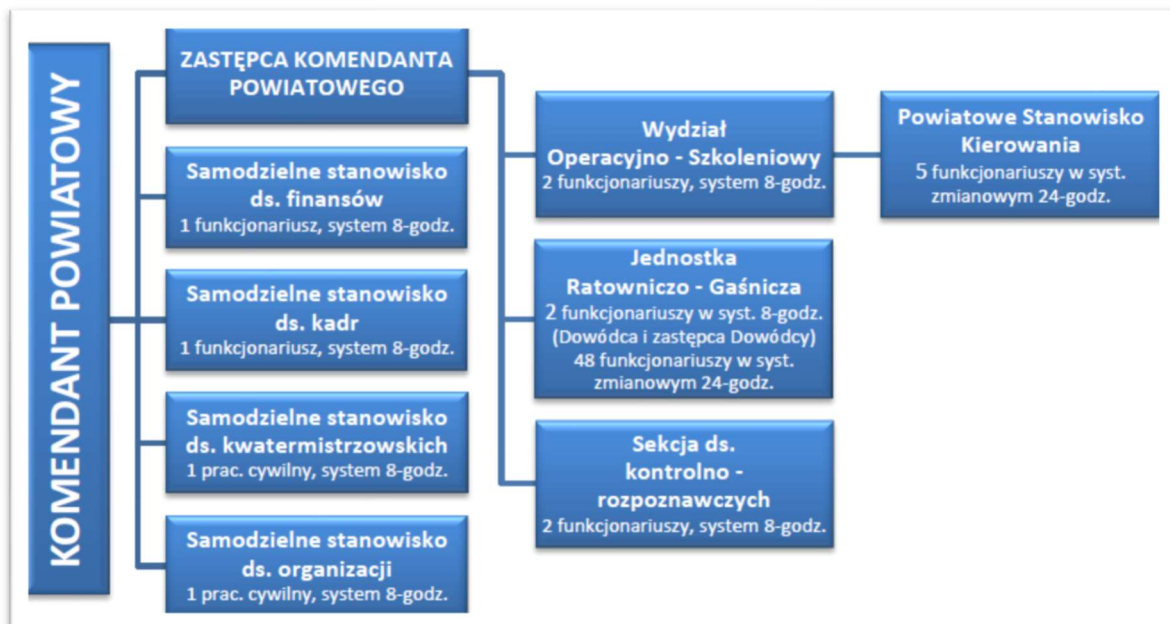 KOMENDANT POWIATOWY
ZASTĘPCA KOMENDANTA
POWIATOWEGO
Samodzielne stanowisko
ds. finansów
1 funkcjonariusz, system 8-godz.
Samodzielne stanowisko
ds. kadr
1 funkcjonariusz, system 8-godz.
Samodzielne stanowisko
ds. kwatermistrzowskich
1 prac. cywilny, system 8-godz.
Samodzielne stanowisko
ds. organizacji
1 prac. cywilny, system 8-godz.
Wydział
Operacyjno - Szkoleniowy
2 funkcjonariuszy, system 8-godz.
Jednostka
Ratowniczo - Gaśnicza
2 funkcjonariuszy w syst. 8-godz.
(Dowódca i zastępca Dowódcy)
48 funkcjonariuszy w syst.
zmianowym 24-godz.
Sekcja ds.
kontrolno -
rozpoznawczych
2 funkcjonariuszy, system 8-godz.
Powiatowe Stanowisko
Kierowania
5 funkcjonariuszy w syst.
zmianowym 24-godz.